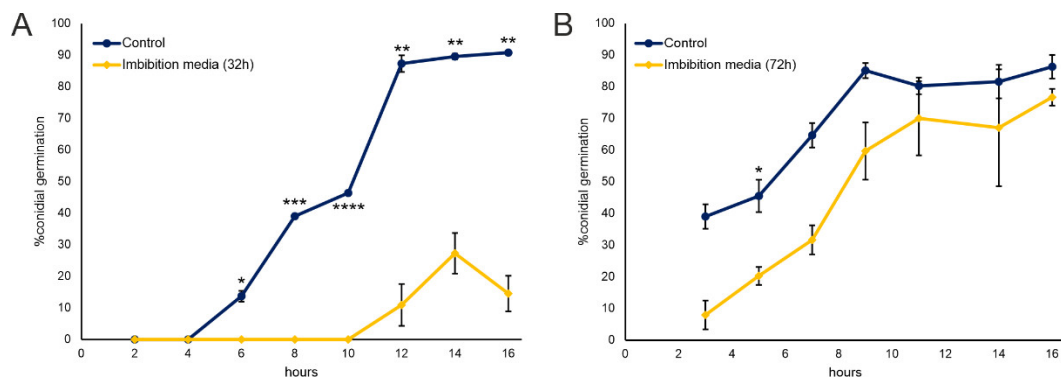 A
%conidial germination
100
90
80
70
60
50
40
30
20
10
0
Control
Imbibition media (32h)
*
***
****
**
**
**
0 2 4 6 8 10 12 14 16
hours
B
%conidial germination
100
90
80
70
60
50
40
30
20
10
0
Control
Imbibition media (72h)
*
0 2 4 6 8 10 12 14 16
hours